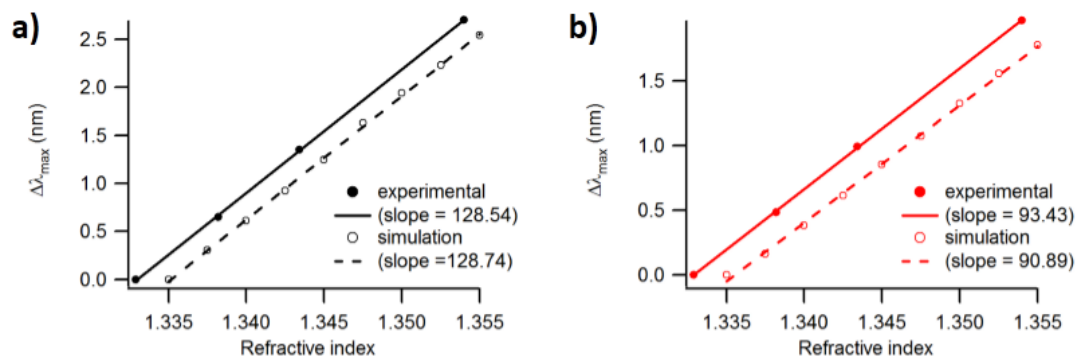 a)
Δλmax (nm)
2.5
2.0
1.5
1.0
0.5
0.0
experimental
(slope = 128.54)
simulation
(slope =128.74)
1.335 1.340 1.345 1.350 1.355
Refractive index
b)
Δλmax (nm)
1.5
1.0
0.5
0.0
experimental
(slope = 93.43)
simulation
(slope = 90.89)
1.335 1.340 1.345 1.350 1.355
Refractive index